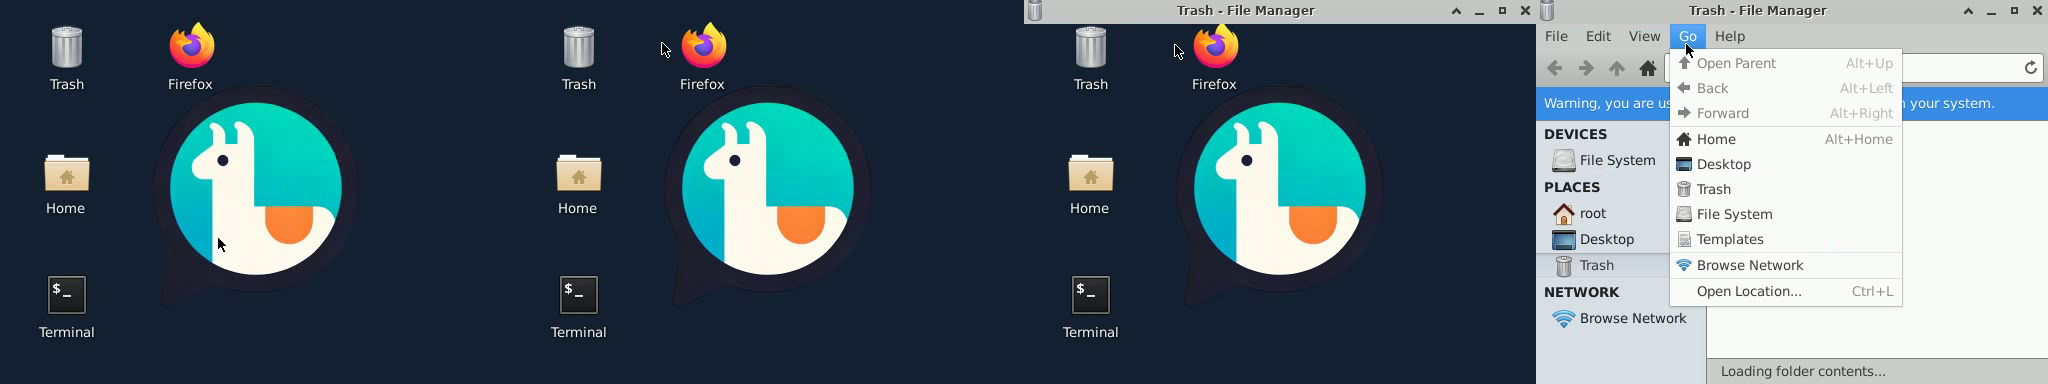 Trash
Firefox
Home
$_
Terminal
Trash
Firefox
Home
$_
Terminal
Trash - File Manager
Trash
Firefox
Home
$_
Terminal
Trash - File Manager
File Edit View Go Help
Open Parent Alt+Up
Back Alt+Left
Forward Alt+Right
Home Alt+Home
Desktop
Trash
File System
Templates
Browse Network
Open Location... Ctrl+L
Warning, you are us
your system.
DEVICES
File System
PLACES
root
Desktop
Trash
NETWORK
Browse Network
Loading folder contents...